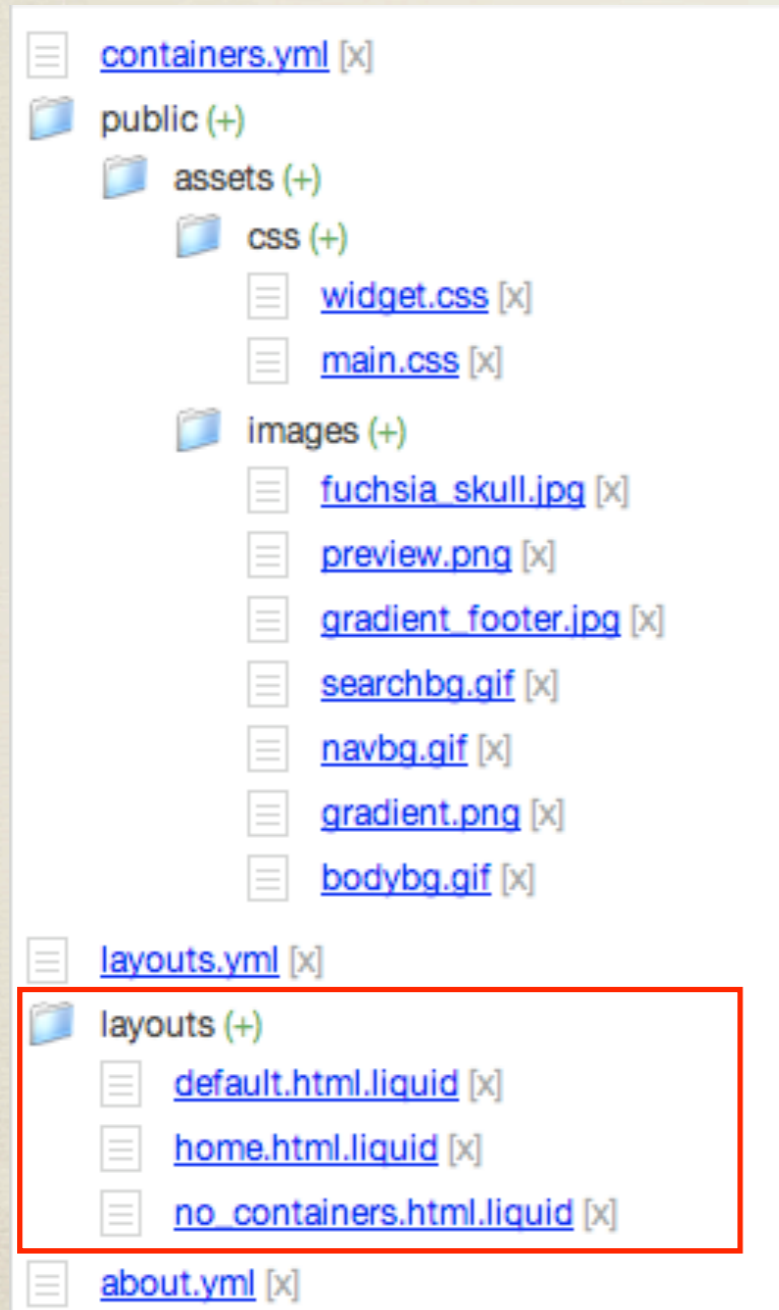 containers.yml [x]
public (+)
assets (+)
css (+)
widget.css [x]
main.css [x]
images (+)
fuchsia_skull.jpg [x]
preview.png [x]
gradient_footer.jpg [x]
searchbg.gif [x]
navbg.gif [x]
gradient.png [x]
bodybg.gif [x]
layouts.yml [x]
layouts (+)
default.html.liquid [x]
home.html.liquid [x]
no_containers.html.liquid [x]
about.yml [x]